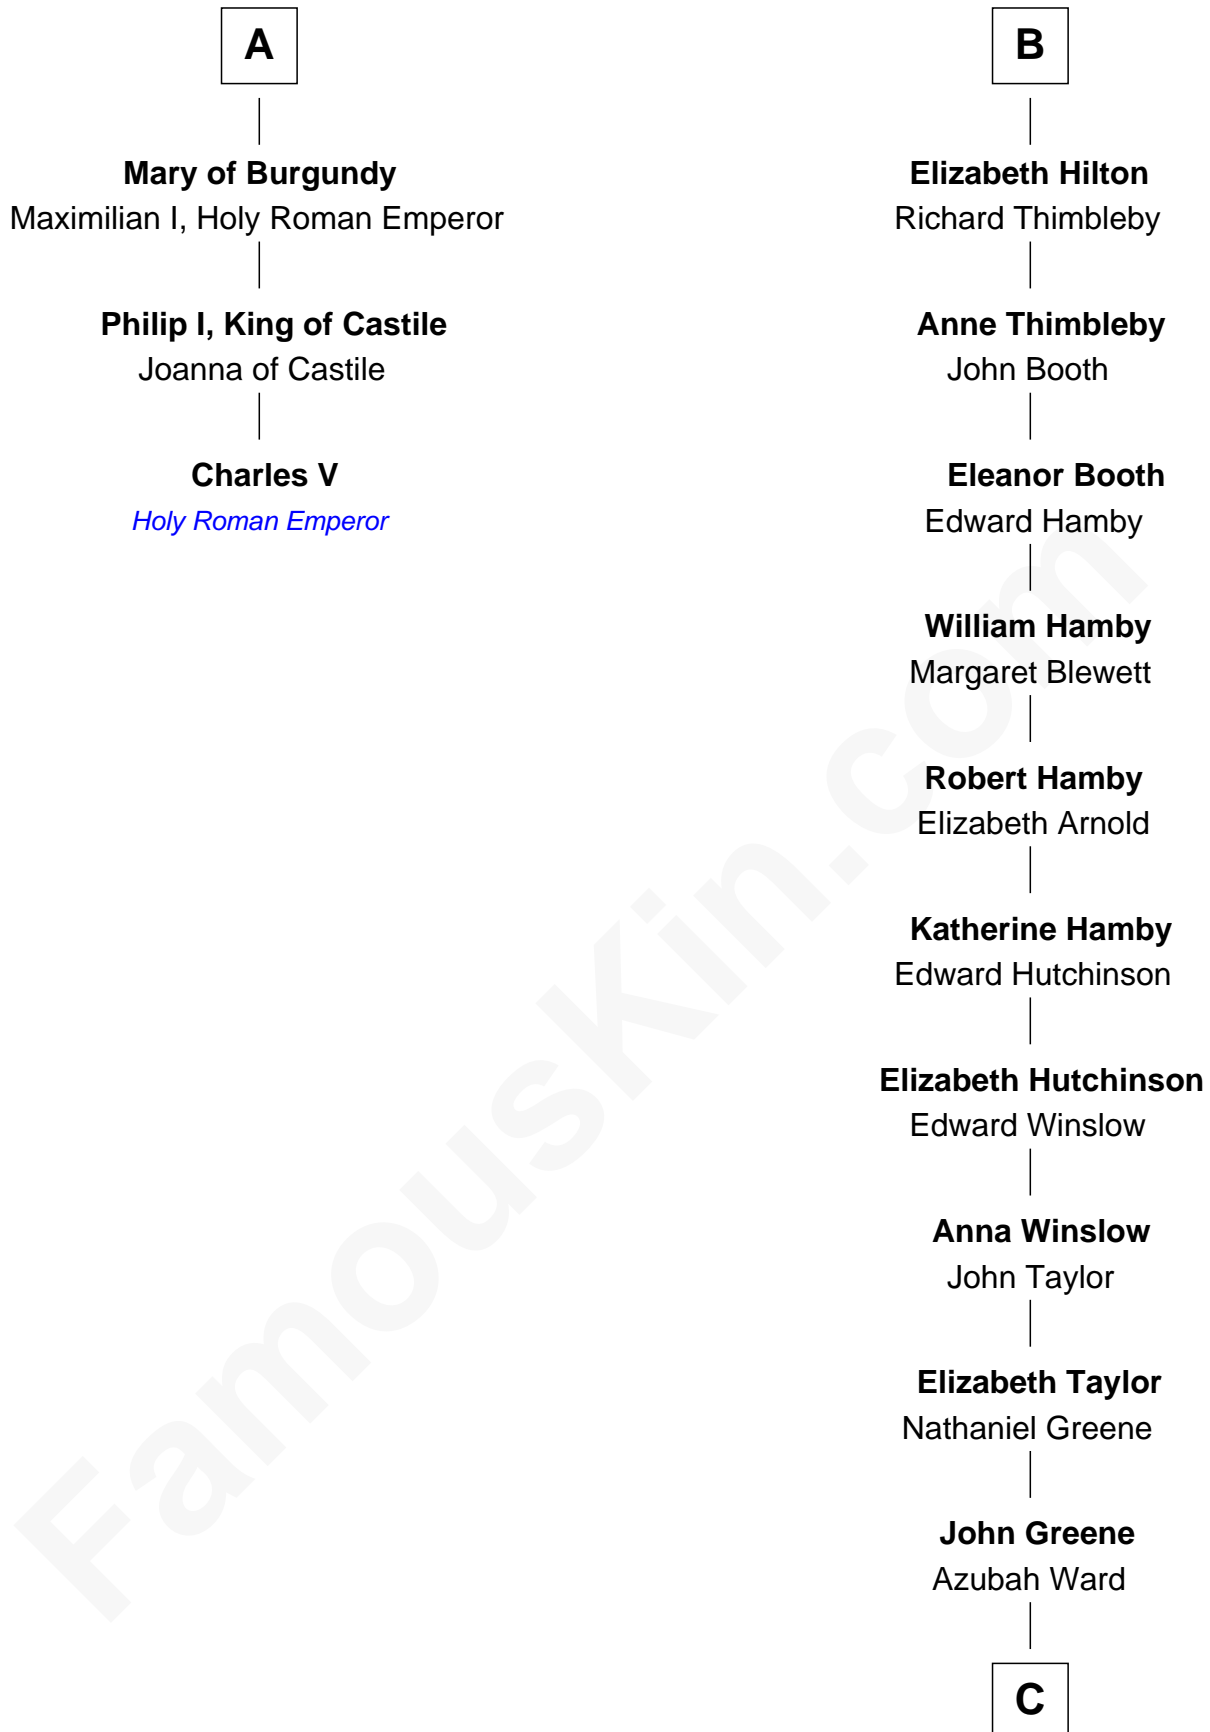 A
Mary of Burgundy
Maximilian I, Holy Roman Emperor
Philip I, King of Castile
Joanna of Castile
Charles V
Holy Roman Emperor
B
Elizabeth Hilton
Richard Thimbleby
Anne Thimbleby
John Booth
Eleanor Booth
Edward Hamby
William Hamby
Margaret Blewett
Robert Hamby
Elizabeth Arnold
Katherine Hamby
Edward Hutchinson
Elizabeth Hutchinson
Edward Winslow
Anna Winslow
John Taylor
Elizabeth Taylor
Nathaniel Greene
John Greene
Azubah Ward
C
FamousKin.com